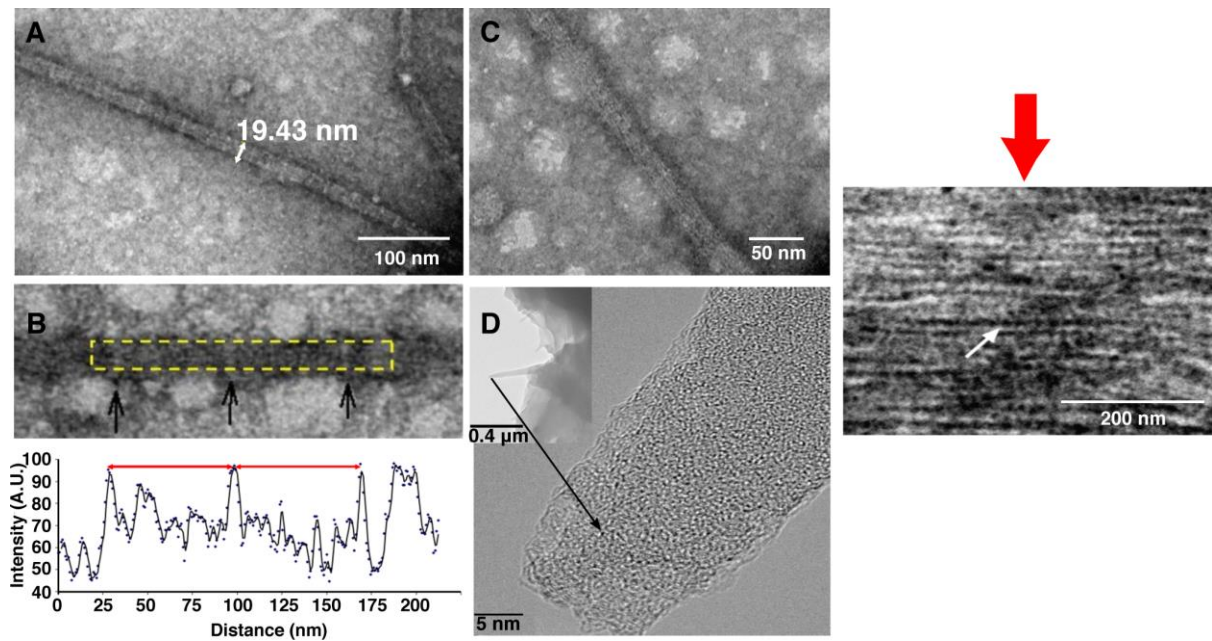 A
19.43 nm
100 nm
C
50 nm
B
Intensity (A.U.)
100
90
80
70
60
50
40
0 25 50 75 100 125 150 175 200
Distance (nm)
D
0.4 µm
5 nm
200 nm